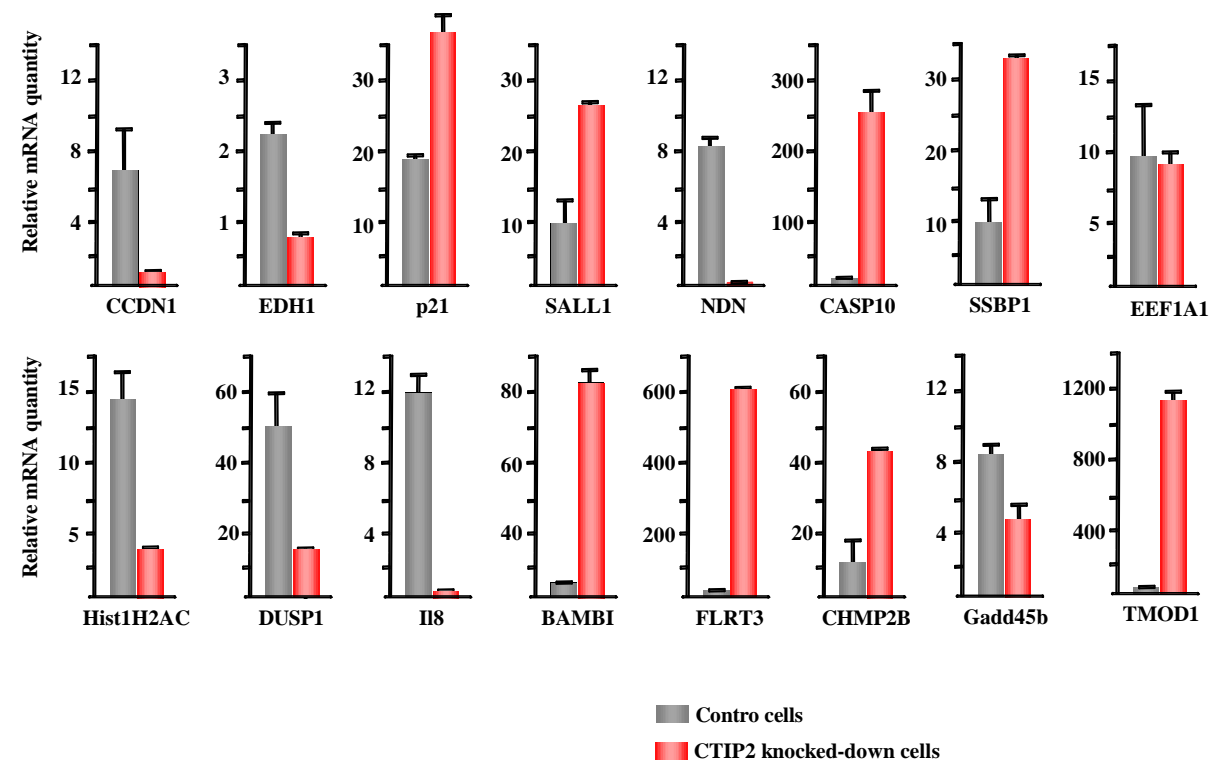 Relative mRNA quantity
12 3 30 30 12 300 30 15
8 2 20 20 8 200 20 10
4 1 10 10 4 100 10 5
CCDN1 EDH1 p21 SALL1 NDN CASP10 SSBP1 EEF1A1
Relative mRNA quantity
15 60 12 80 600 60 12 1200
10 40 8 60 400 40 8 800
5 20 4 40 200 20 4 400
Hist1H2AC DUSP1 Il8 BAMBI FLRT3 CHMP2B Gadd45b TMOD1
Contro cells
CTIP2 knocked-down cells